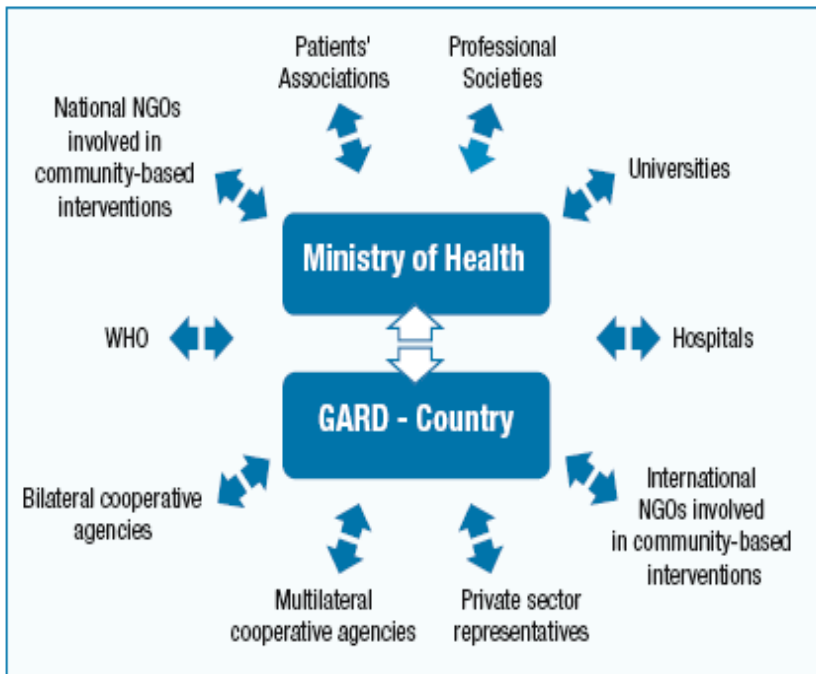 Patients'
Associations
Professional
Societies
National NGOs
involved in
community-based
interventions
Universities
Ministry of Health
WHO
Hospitals
GARD - Country
Bilateral cooperative
agencies
International
NGOs involved
in community-based
interventions
Multilateral
cooperative agencies
Private sector
representatives